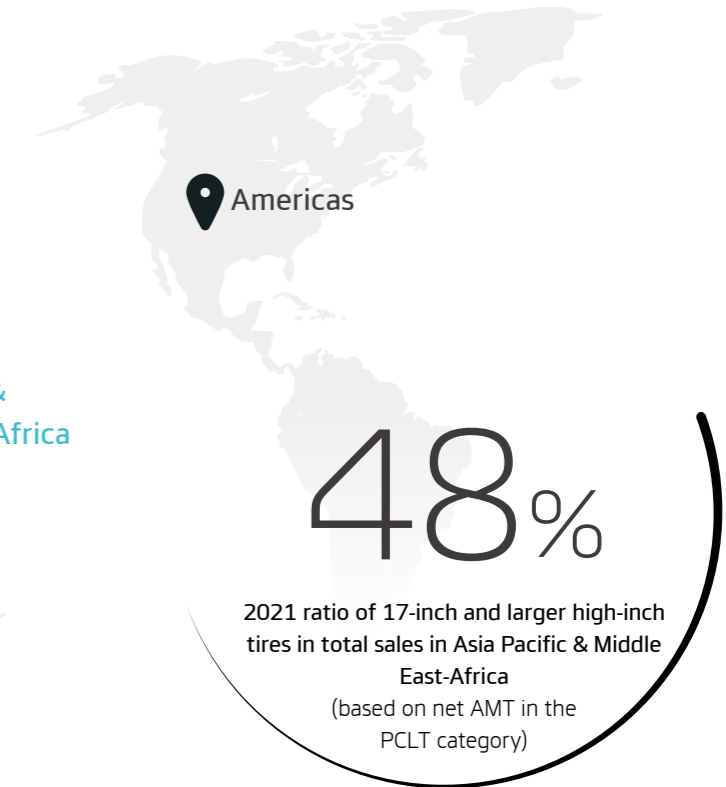 Americas
&
Africa
48%
2021 ratio of 17-inch and larger high-inch
tires in total sales in Asia Pacific & Middle
East-Africa
(based on net AMT in the
PCLT category)